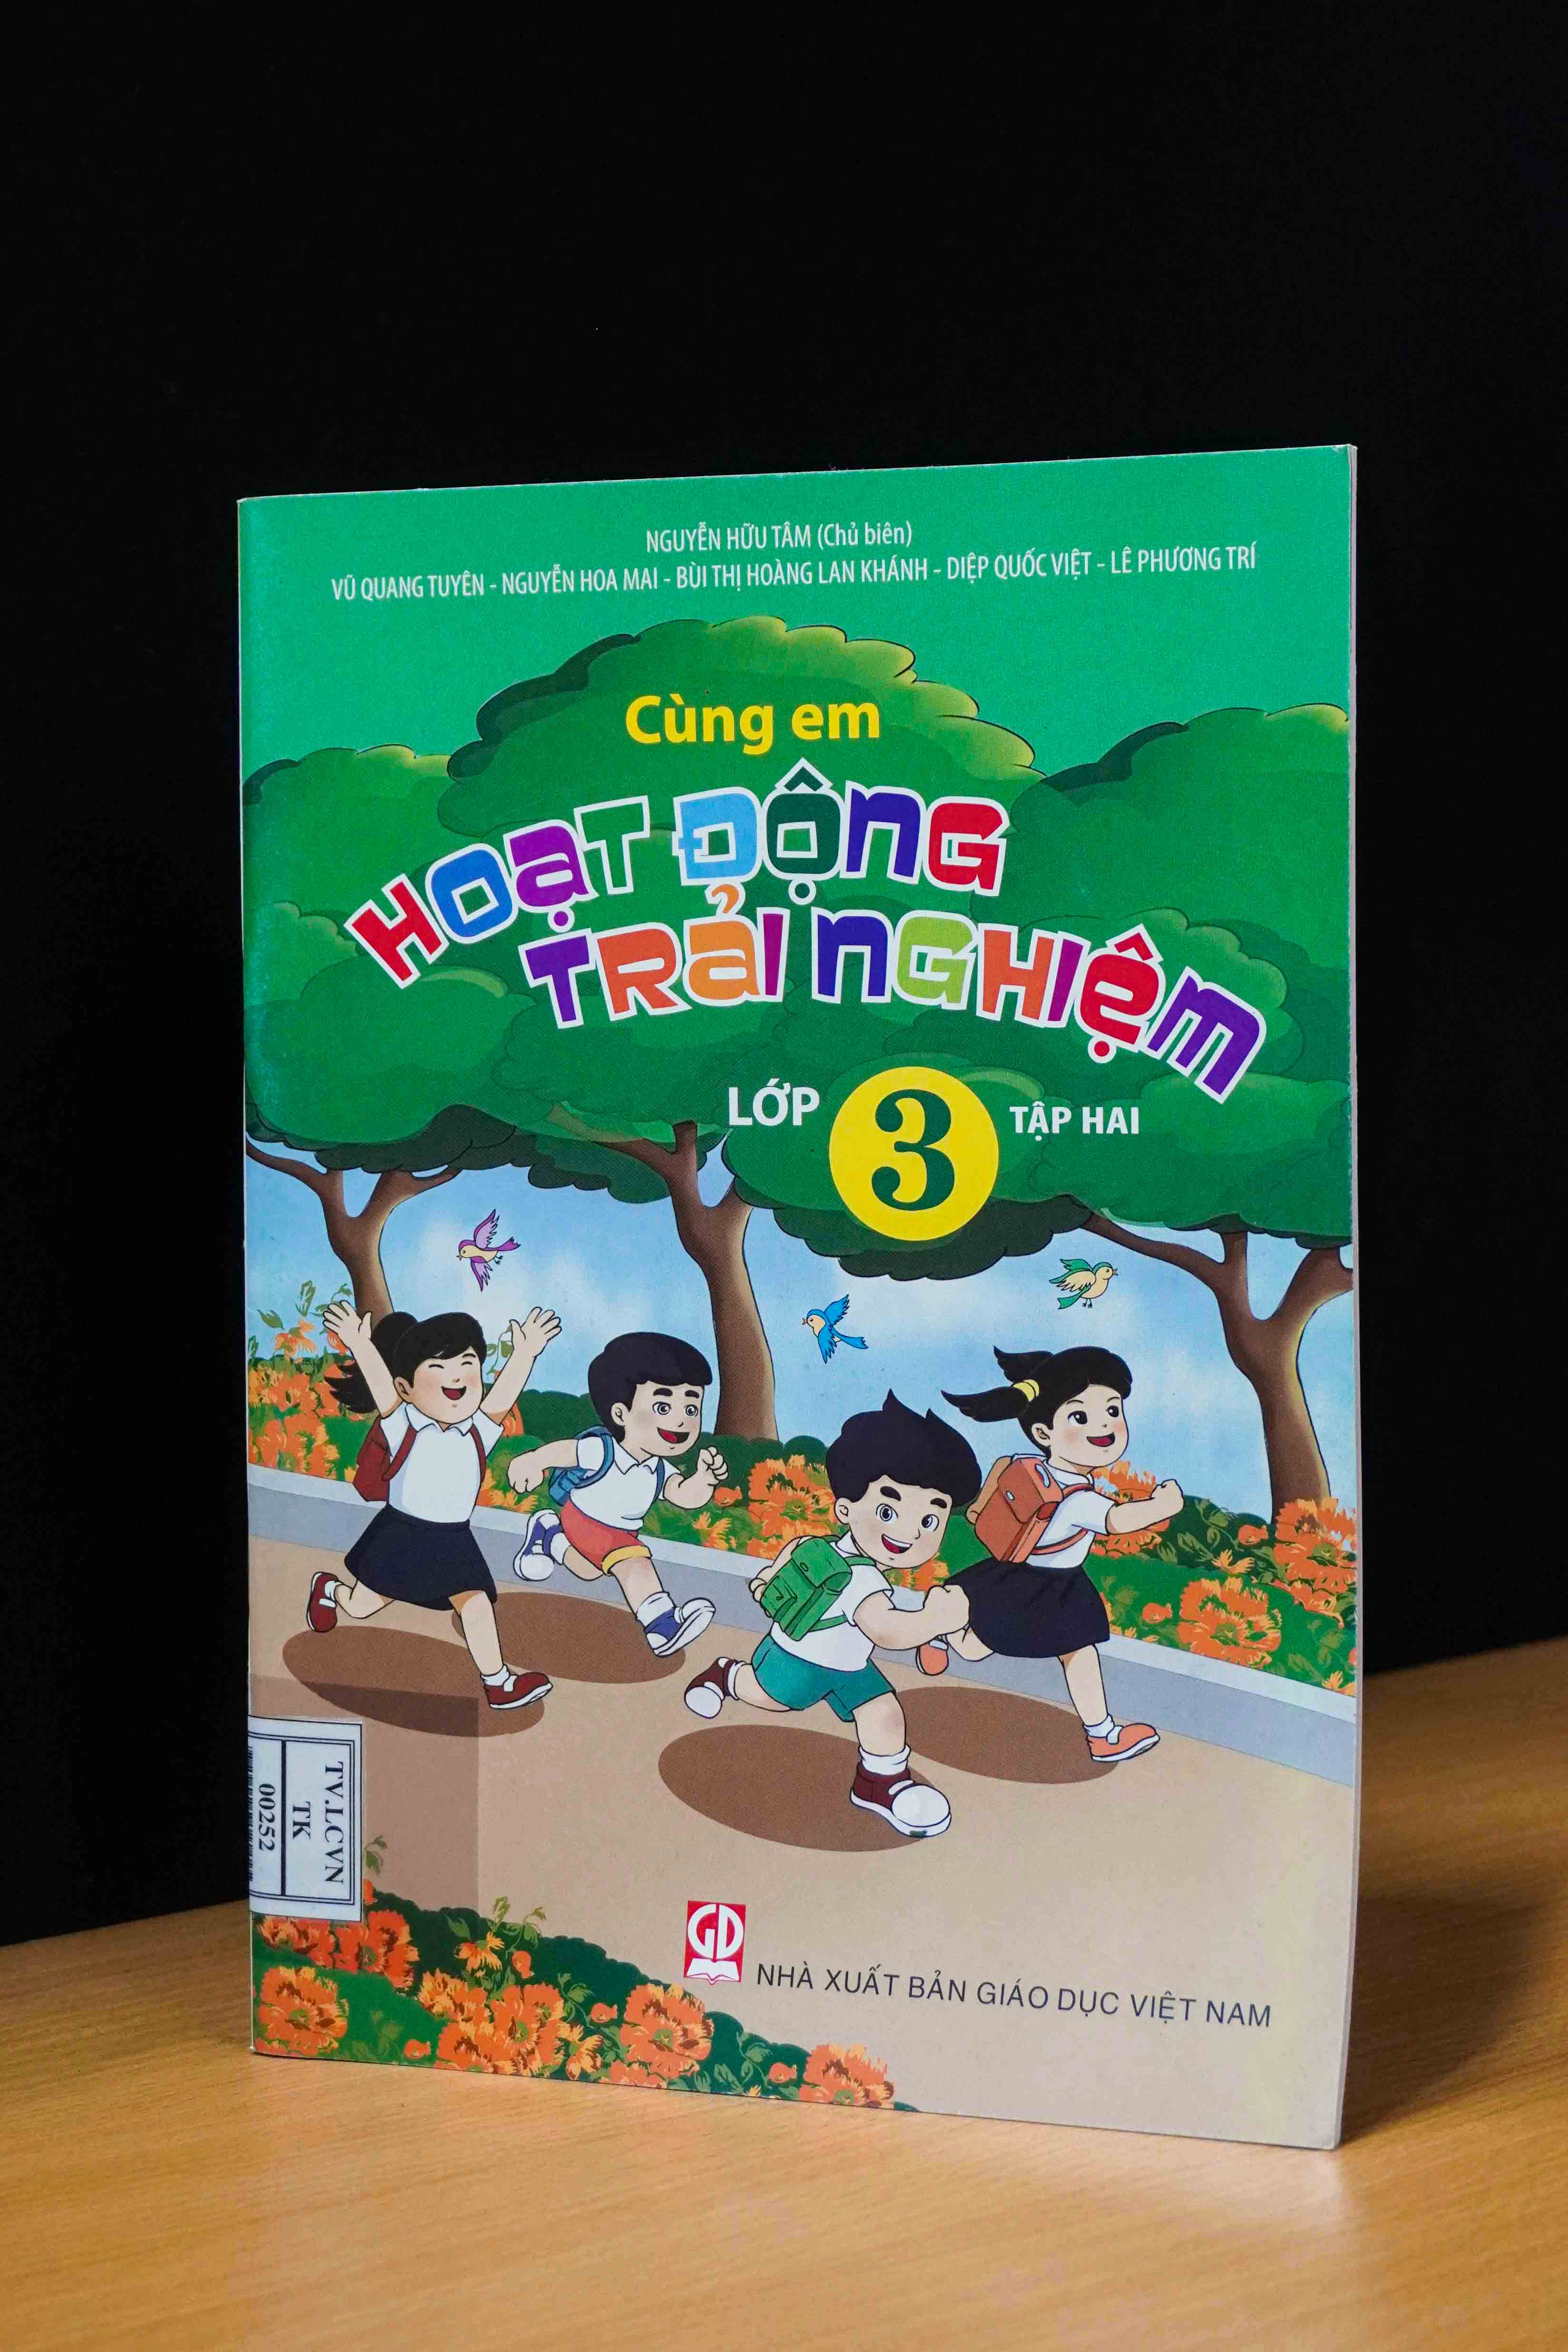 NGUYỄN HỮU TÂM (Chủ biên)
VŨ QUANG TUYÊN - NGUYỄN HOA MAI - BÙI THỊ HOÀNG LAN KHÁNH - DIỆP QUỐC VIỆT - LÊ PHƯƠNG TRÍ
Cùng em
HOẠT ĐỘNG
TRẢI NGHIỆM
LỚP 3 TẬP HAI
TV.LCVN
TK
00252
GD
NHÀ XUẤT BẢN GIÁO DỤC VIỆT NAM